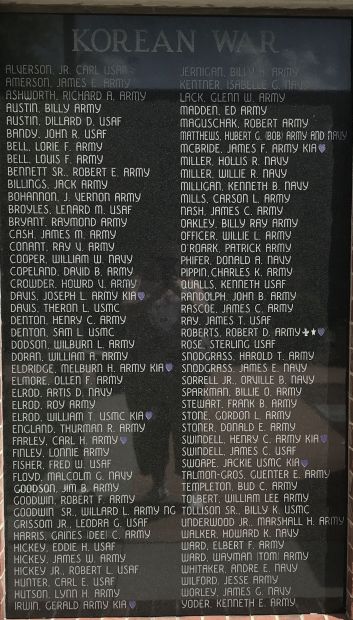 KOREAN WAR
ALVERSON, JR. CARL USAF
AMERSON, JAMES E. ARMY
ASHWORTH, RICHARD A. ARMY
AUSTIN, BILLY ARMY
AUSTIN, DILLARD D. USAF
BANDY, JOHN R. USAF
BELL, LORIE F. ARMY
BELL, LOUIS F. ARMY
BENNETT SR., ROBERT E. ARMY
BILLINGS, JACK ARMY
BOHANNON, J. VERNON ARMY
BROYLES, LENARD M. USAF
BRYANT, RAYMOND ARMY
CASH, JAMES M. ARMY
CONANT, RAY V. ARMY
COOPER, WILLIAM W. NAVY
COPELAND, DAVID B. ARMY
CROWDER, HOWRD V. ARMY
DAVIS, JOSEPH L. ARMY KIA
DAVIS, THERON L. USMC
DENTON, HENRY C. ARMY
DENTON, SAM L. USMC
DODSON, WILBURN L. ARMY
DORAN, WILLIAM A. ARMY
ELDRIDGE, MELBURN H. ARMY KIA
ELMORE, OLLEN F. ARMY
ELROD, ARTIS D. NAVY
ELROD, ROY ARMY
ELROD, WILLIAM T. USMC KIA
ENGLAND, THURMAN R. ARMY
FARLEY, CARL H. ARMY
FINLEY, LONNIE ARMY
FISHER, FRED W. USAF
FLOYD, MALCOLM G. NAVY
GOODSON, JIM B. ARMY
GOODWIN, ROBERT F. ARMY
GOODWIN SR., WILLARD L. ARMY NG
GRISSOM JR., LEODRA G. USAF
HARRIS, GAINES (DEE) C. ARMY
HICKEY, EDDIE H. USAF
HICKEY, JAMES W. ARMY
HICKEY JR., ROBERT L. USAF
HUNTER, CARL E. USAF
HUTSON, LYNN H. ARMY
IRWIN, GERALD ARMY KIA
JERNIGAN, BILLY H. ARMY
KENTNER, ISABELLE G. NAVY
LACK, GLENN W. ARMY
MADDEN, ED ARMY
MAGUSCHAK, ROBERT ARMY
MATTHEWS, HUBERT G. (BOB) ARMY AND NAVY
MCBRIDE, JAMES F. ARMY KIA
MILLER, HOLLIS R. NAVY
MILLER, WILLIE R. NAVY
MILLIGAN, KENNETH B. NAVY
MILLS, CARSON L. ARMY
NASH, JAMES C. ARMY
OAKLEY, BILLY RAY ARMY
OFFICER, WILLIE L. ARMY
O'ROARK, PATRICK ARMY
PHIFER, DONALD A. NAVY
PIPPIN, CHARLES K. ARMY
QUALLS, KENNETH USAF
RANDOLPH, JOHN B. ARMY
RASCOE, JAMES C. ARMY
RAY, JAMES T. USAF
ROBERTS, ROBERT D. ARMY
ROSE, STERLING USAF
SNODGRASS, HAROLD T. ARMY
SNODGRASS, JAMES E. NAVY
SORRELL JR., ORVILLE B. NAVY
SPARKMAN, BILLIE O. ARMY
STEWART, FRANK B. ARMY
STONE, GORDON L. ARMY
STONER, DONALD E. ARMY
SWINDELL, HENRY C. ARMY KIA
SWINDELL, JAMES C. USAF
SWOAPE, JACKIE USMC KIA
TALMON-GROS, GUENTER E. ARMY
TEMPLETON, BUD C. ARMY
TOLBERT, WILLIAM LEE ARMY
TOLLISON SR., BILLY K. USMC
UNDERWOOD JR., MARSHALL H. ARMY
WALKER, HOWARD K. NAVY
WARD, ELBERT F. ARMY
WARD, WAYMAN (TOM) ARMY
WHITAKER, ANDRE E. NAVY
WILFORD, JESSE ARMY
WORLEY, JAMES G. NAVY
YODER, KENNETH E. ARMY